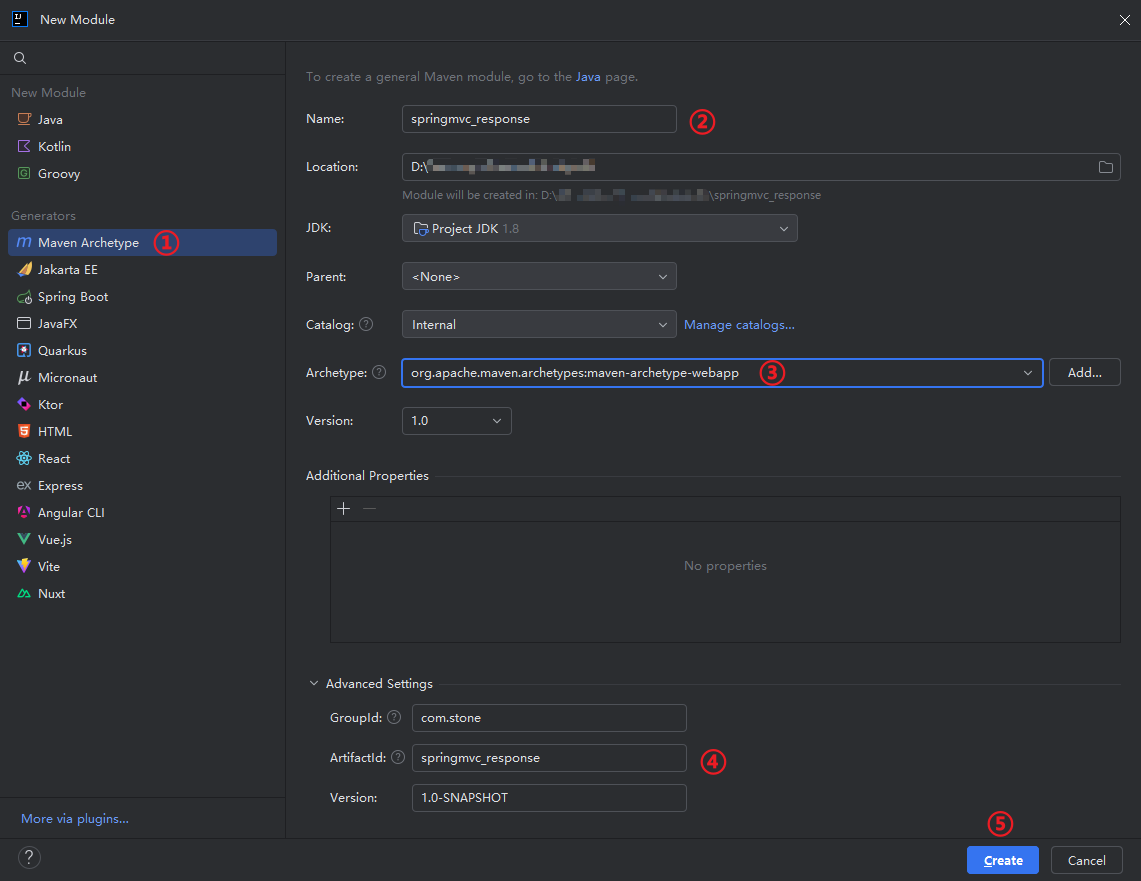 New Module
New Module
Java
Kotlin
Groovy
Generators
Maven Archetype ①
Jakarta EE
Spring Boot
JavaFX
Quarkus
Micronaut
Ktor
HTML
React
Express
Angular CLI
Vue.js
Vite
Nuxt
More via plugins...
To create a general Maven module, go to the Java page.
Name: springmvc_response ②
Location: D:\
Module will be created in: D:\ \springmvc_response
JDK: Project JDK 1.8
Parent: <None>
Catalog: ? Internal Manage catalogs...
Archetype: ? org.apache.maven.archetypes:maven-archetype-webapp ③ Add...
Version: 1.0
Additional Properties
No properties
Advanced Settings
GroupId: ? com.stone
ArtifactId: ? springmvc_response ④
Version: 1.0-SNAPSHOT
⑤
? Create Cancel